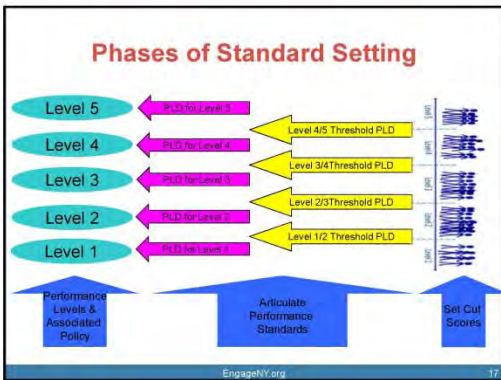 Phases of Standard Setting
Level 5
PLD for Level 5
Level 4/5 Threshold PLD
Level 4
PLD for Level 4
Level 3/4Threshold PLD
Level 3
PLD for Level 3
Level 2/3Threshold PLD
Level 2
PLD for Level 2
Level 1/2 Threshold PLD
Level 1
PLD for Level 1
Performance
Levels &
Associated
Policy
Articulate
Performance
Standards
Set Cut
Scores
EngageNY.org
17